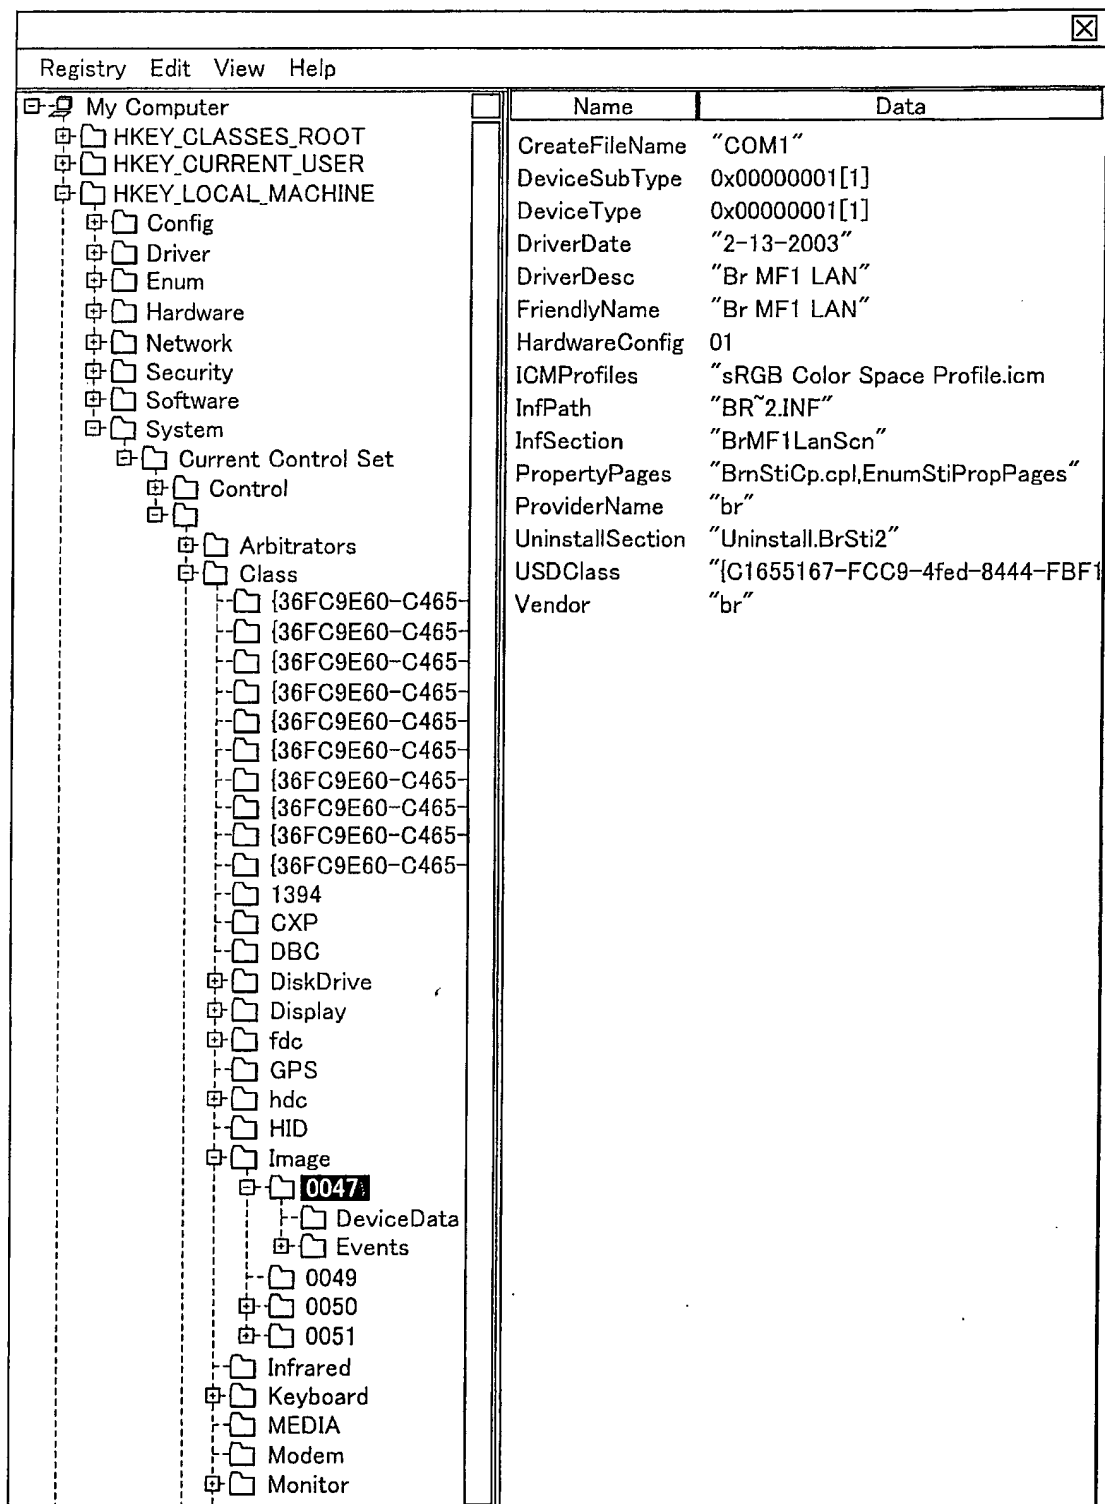 Registry Edit View Help
My Computer
HKEY_CLASSES_ROOT
HKEY_CURRENT_USER
HKEY_LOCAL_MACHINE
Config
Driver
Enum
Hardware
Network
Security
Software
System
Current Control Set
Control
Arbitrators
Class
{36FC9E60-C465-
{36FC9E60-C465-
{36FC9E60-C465-
{36FC9E60-C465-
{36FC9E60-C465-
{36FC9E60-C465-
{36FC9E60-C465-
{36FC9E60-C465-
{36FC9E60-C465-
{36FC9E60-C465-
1394
CXP
DBC
DiskDrive
Display
fdc
GPS
hdc
HID
Image
0047
DeviceData
Events
0049
0050
0051
Infrared
Keyboard
MEDIA
Modem
Monitor
Name Data
CreateFileName "COM1"
DeviceSubType 0x00000001[1]
DeviceType 0x00000001[1]
DriverDate "2-13-2003"
DriverDesc "Br MF1 LAN"
FriendlyName "Br MF1 LAN"
HardwareConfig 01
ICMProfiles "sRGB Color Space Profile.icm
InfPath "BR~2.INF"
InfSection "BrMF1LanScn"
PropertyPages "BrnStiCp.cpl,EnumStiPropPages"
ProviderName "br"
UninstallSection "Uninstall.BrSti2"
USDClass "{C1655167-FCC9-4fed-8444-FBF1
Vendor "br"